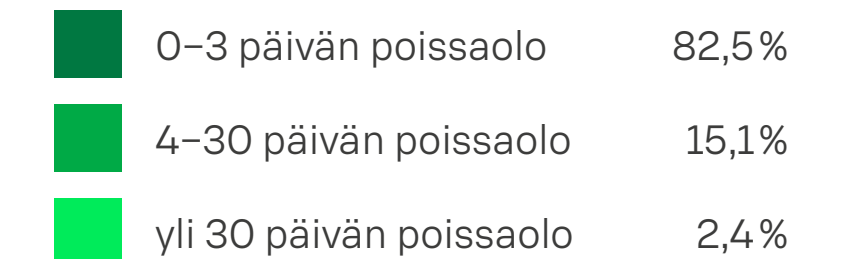 0–3 päivän poissaolo 82,5 %
4–30 päivän poissaolo 15,1 %
yli 30 päivän poissaolo 2,4 %